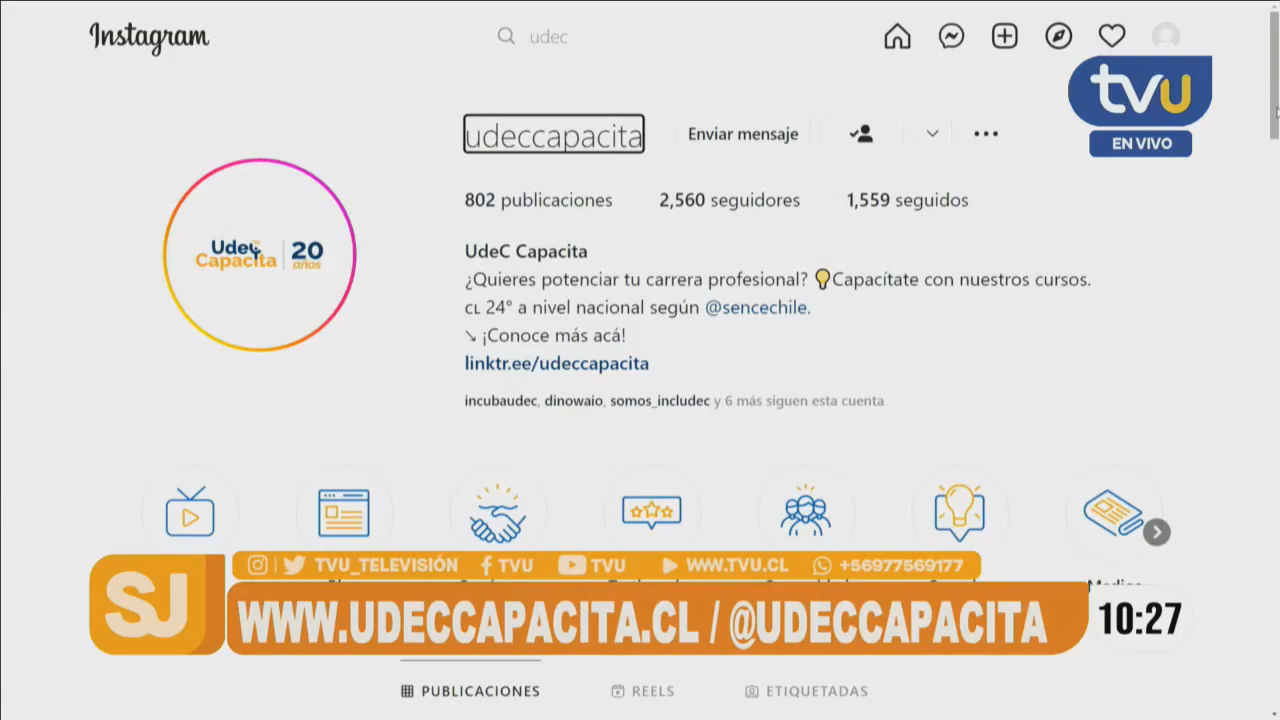 Instagram
udec
tvu
EN VIVO
udeccapacita
Enviar mensaje
802 publicaciones
2,560 seguidores
1,559 seguidos
UdeC Capacita
20 años
UdeC Capacita
¿Quieres potenciar tu carrera profesional? Capacítate con nuestros cursos.
CL 24° a nivel nacional según @sencechile.
↘ ¡Conoce más acá!
linktr.ee/udeccapacita
incubaudec, dinowaio, somos_includec y 6 más siguen esta cuenta
SJ
TVU_TELEVISIÓN
TVU
TVU
WWW.TVU.CL
+56977569177
WWW.UDECCAPACITA.CL / @UDECCAPACITA
10:27
PUBLICACIONES
REELS
ETIQUETADAS